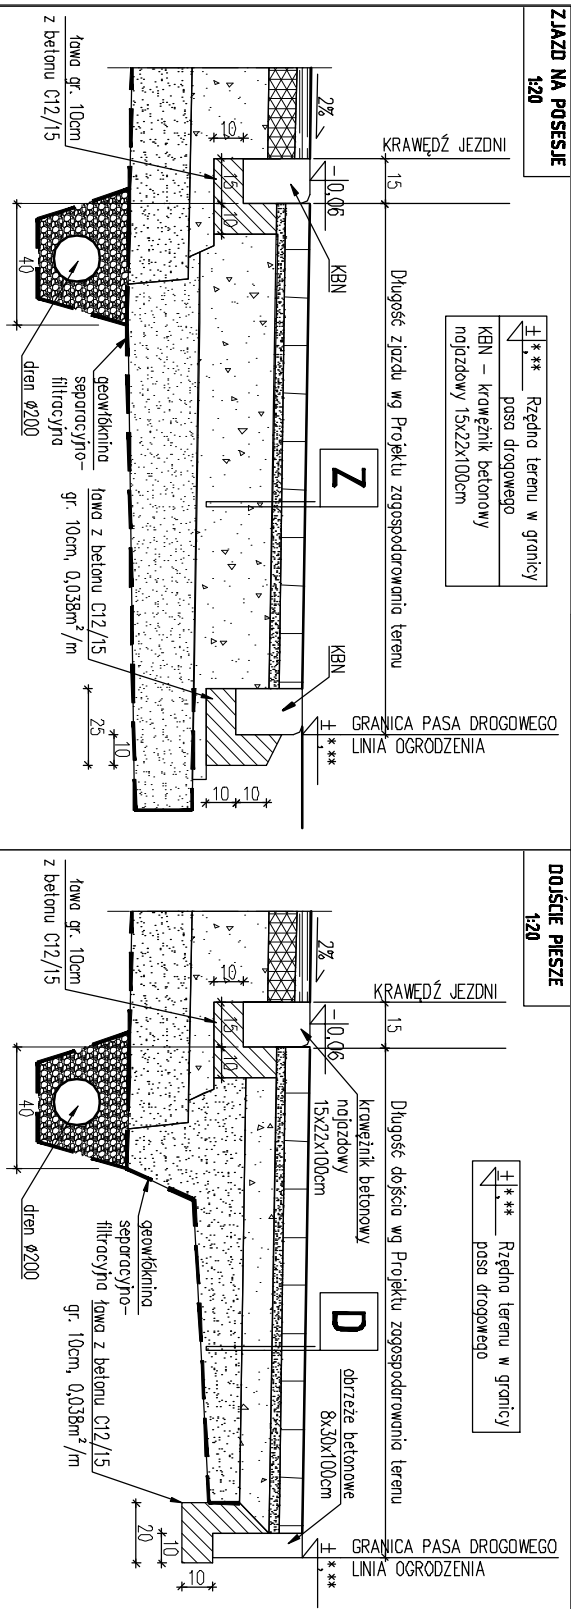 ZJAZD NA POSESJE
1:20
±*,**
Rzędna terenu w granicy
pasa drogowego
KBN – krawężnik betonowy
najazdowy 15x22x100cm
KRAWĘDŹ JEZDNI
15
Długość zjazdu wg Projektu zagospodarowania terenu
GRANICA PASA DROGOWEGO
LINIA OGRODZENIA
2%
-0,06
±*,**
KBN
Z
KBN
10
15
10
10
10
ława gr. 10cm
z betonu C12/15
40
dren ø200
geowłóknina
separacyjno-
filtracyjna
ława z betonu C12/15
gr. 10cm, 0,038m²/m
10
25
DOJŚCIE PIESZE
1:20
±*,**
Rzędna terenu w granicy
pasa drogowego
KRAWĘDŹ JEZDNI
15
Długość dojścia wg Projektu zagospodarowania terenu
GRANICA PASA DROGOWEGO
LINIA OGRODZENIA
2%
-0,06
±*,**
krawężnik betonowy
najazdowy
15x22x100cm
D
obrzeże betonowe
8x30x100cm
10
15
10
10
ława gr. 10cm
z betonu C12/15
40
dren ø200
geowłóknina
separacyjno-
filtracyjna
ława z betonu C12/15
gr. 10cm, 0,038m²/m
10
20